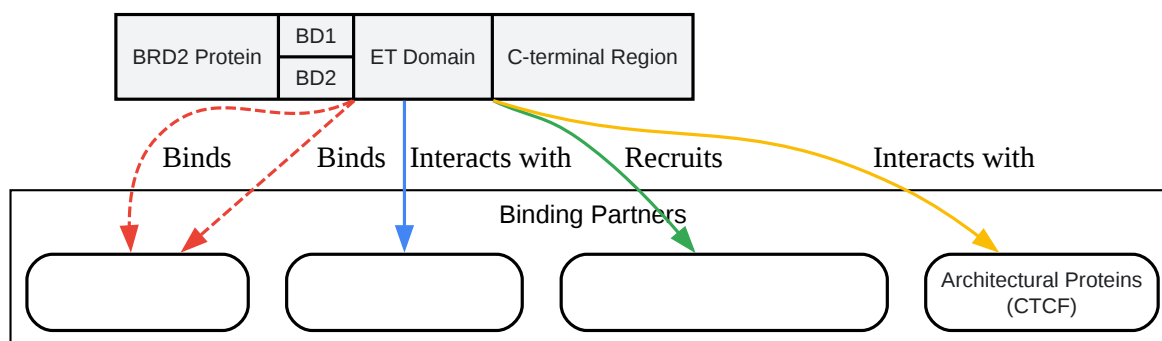 BRD2 Protein
BD1
BD2
ET Domain
C-terminal Region
Binds
Binds
Interacts with
Recruits
Interacts with
Binding Partners
Architectural Proteins
(CTCF)